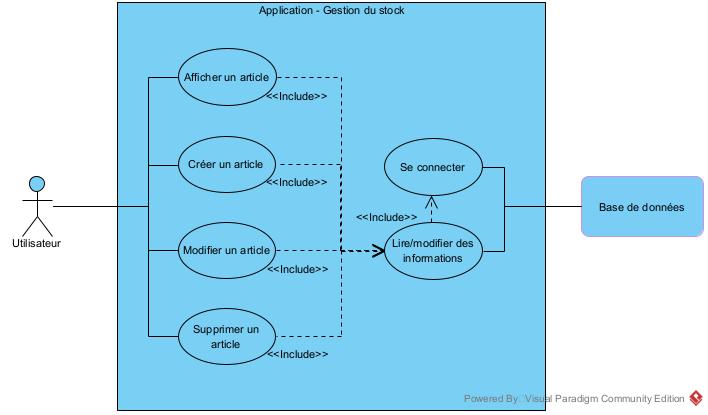 Application - Gestion du stock
Afficher un article
<<Include>>
Créer un article
<<Include>>
Se connecter
Utilisateur
Base de données
<<Include>>
Modifier un article
<<Include>>
Lire/modifier des
informations
Supprimer un
article
<<Include>>
Powered By Visual Paradigm Community Edition